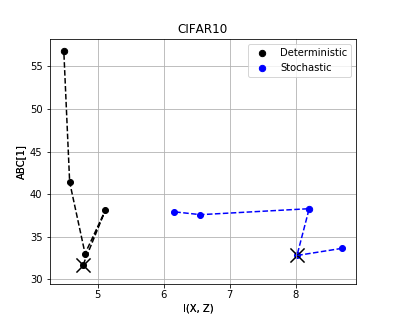 CIFAR10
Deterministic
Stochastic
ABC[1]
55
50
45
40
35
30
5
6
7
8
I(X, Z)